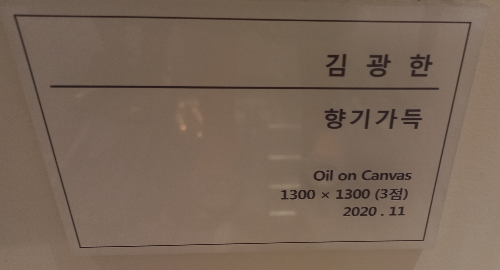 김 광 한
향기가득
Oil on Canvas
1300 × 1300 (3점)
2020 . 11